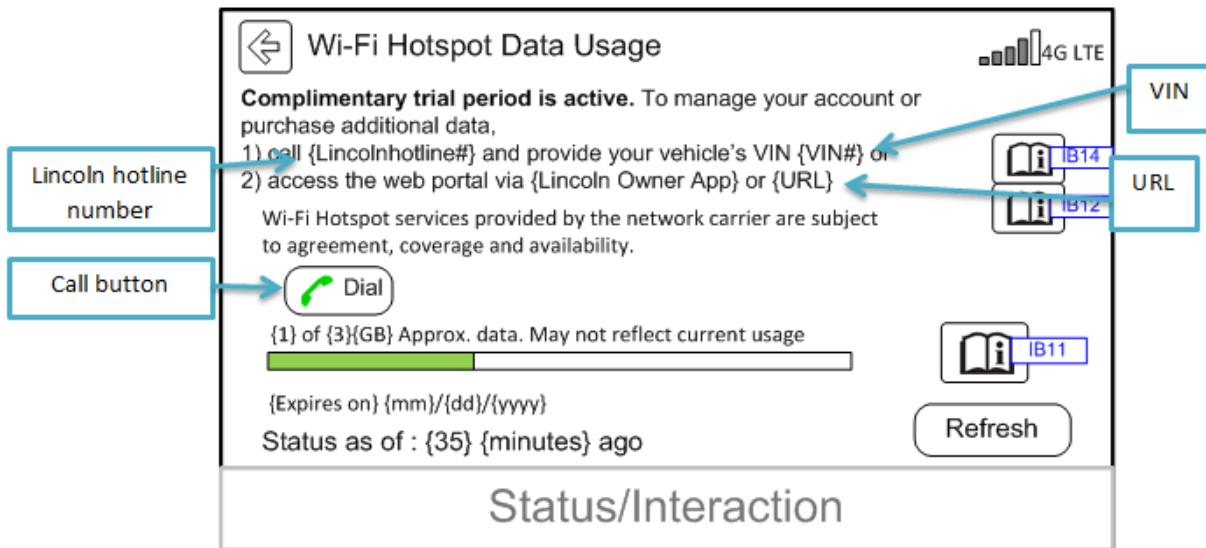 Wi-Fi Hotspot Data Usage
4G LTE
Complimentary trial period is active. To manage your account or
purchase additional data,
1) call {Lincolnhotline#} and provide your vehicle's VIN {VIN#} or
2) access the web portal via {Lincoln Owner App} or {URL}
Wi-Fi Hotspot services provided by the network carrier are subject
to agreement, coverage and availability.
Dial
{1} of {3}{GB} Approx. data. May not reflect current usage
{Expires on} {mm}/{dd}/{yyyy}
Status as of : {35} {minutes} ago
Refresh
Status/Interaction
Lincoln hotline
number
Call button
VIN
URL
IB14
IB12
IB11